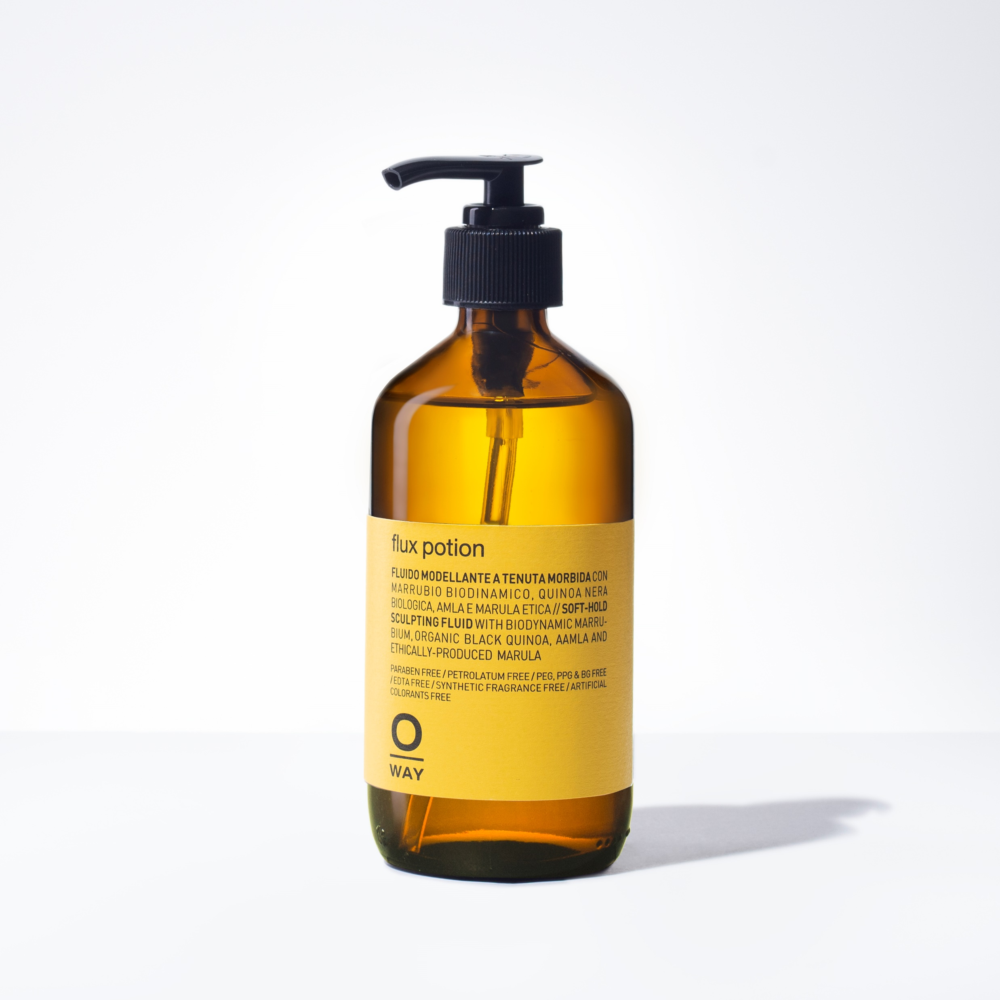 flux potion
FLUIDO MODELLANTE A TENUTA MORBIDA CON
MARRUBIO BIODINAMICO, QUINOA NERA
BIOLOGICA, AMLA E MARULA ETICA // SOFT-HOLD
SCULPTING FLUID WITH BIODYNAMIC MARRU-
BIUM, ORGANIC BLACK QUINOA, AAMLA AND
ETHICALLY-PRODUCED MARULA
PARABEN FREE / PETROLATUM FREE / PEG, PPG & BG FREE
/ EDTA FREE / SYNTHETIC FRAGRANCE FREE / ARTIFICIAL
COLORANTS FREE
O
WAY